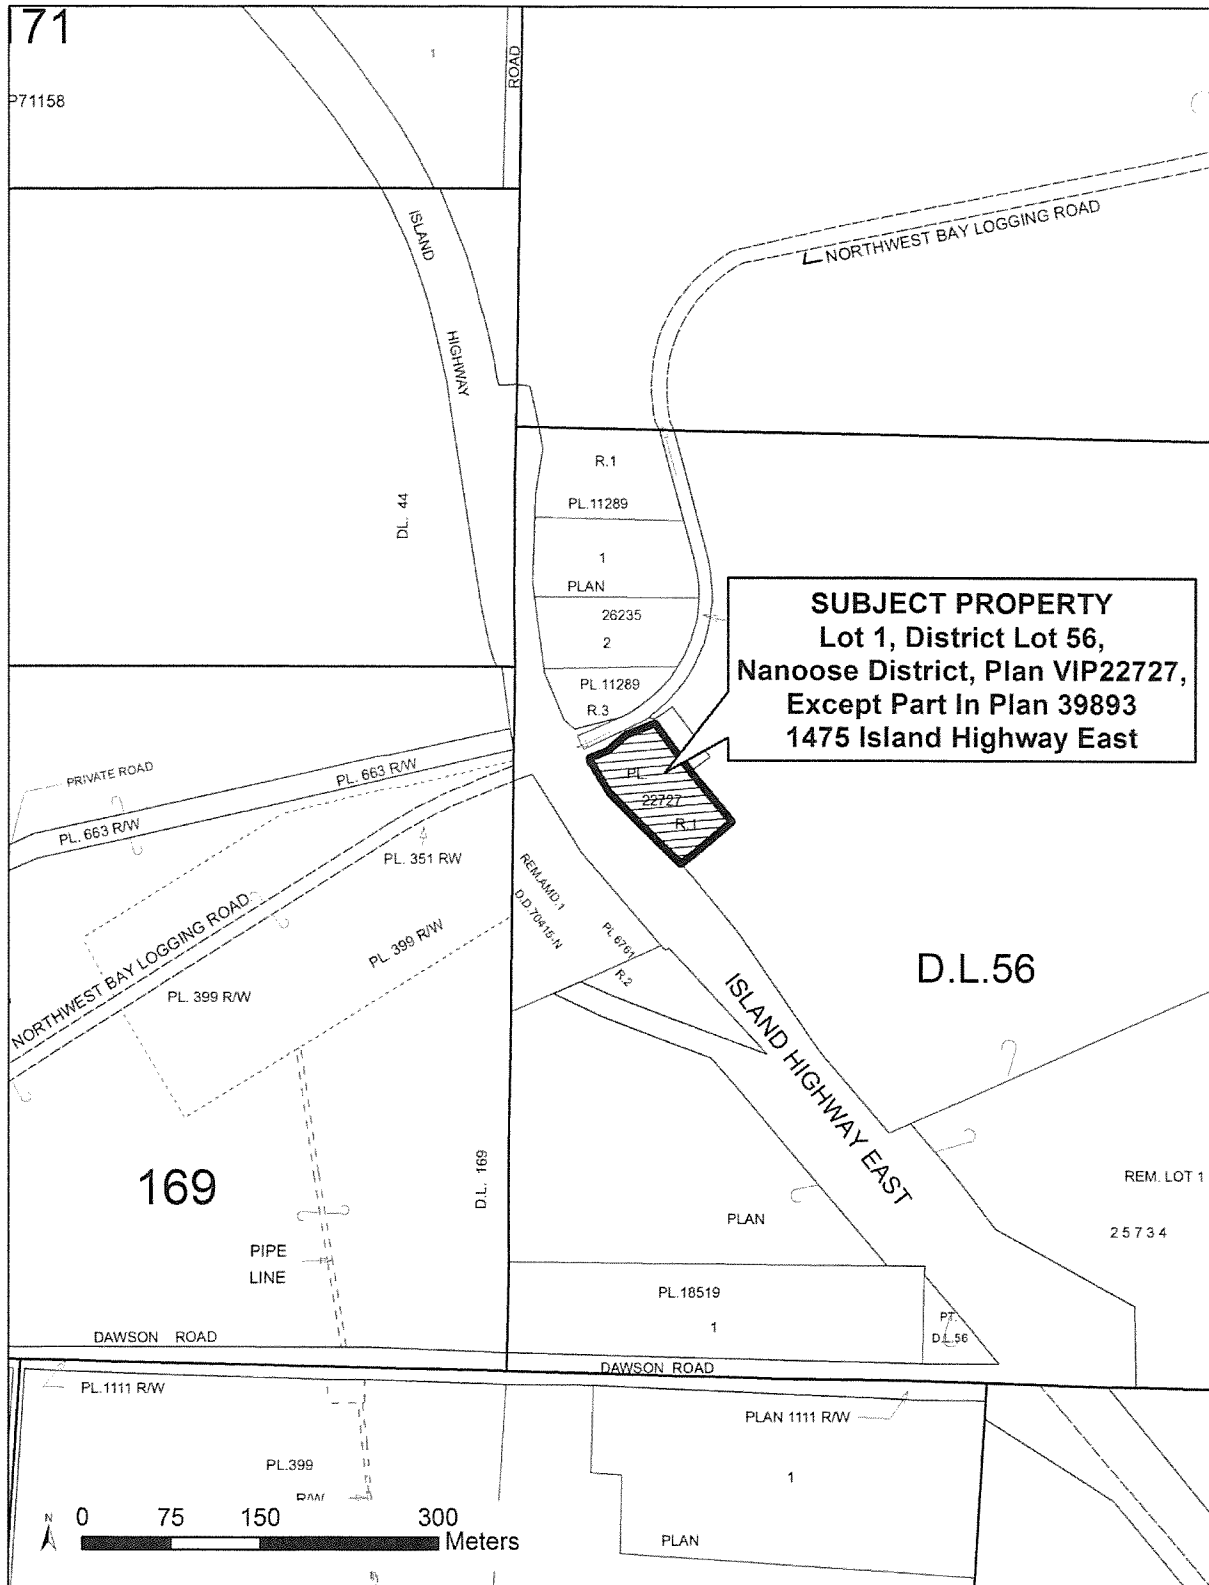 171
P71158
1
ROAD
ISLAND
HIGHWAY
NORTHWEST BAY LOGGING ROAD
DL. 44
R.1
PL.11289
1
PLAN
26235
2
PL.11289
R.3
SUBJECT PROPERTY
Lot 1, District Lot 56,
Nanoose District, Plan VIP22727,
Except Part In Plan 39893
1475 Island Highway East
PL.
22727
R.1
PRIVATE ROAD
PL. 663 R/W
PL. 663 R/W
PL. 351 RW
NORTHWEST BAY LOGGING ROAD
PL. 399 R/W
PL. 399 R/W
REM.AMD.1
D.D.70415-N
PL 6761
R.2
D.L.56
ISLAND HIGHWAY EAST
169
D.L. 169
PIPE
LINE
PLAN
REM. LOT 1
25734
PL.18519
1
PT.
D.L.56
DAWSON ROAD
DAWSON ROAD
PL.1111 R/W
PLAN 1111 R/W
PL.399
R/W
1
PLAN
N
0 75 150 300
Meters